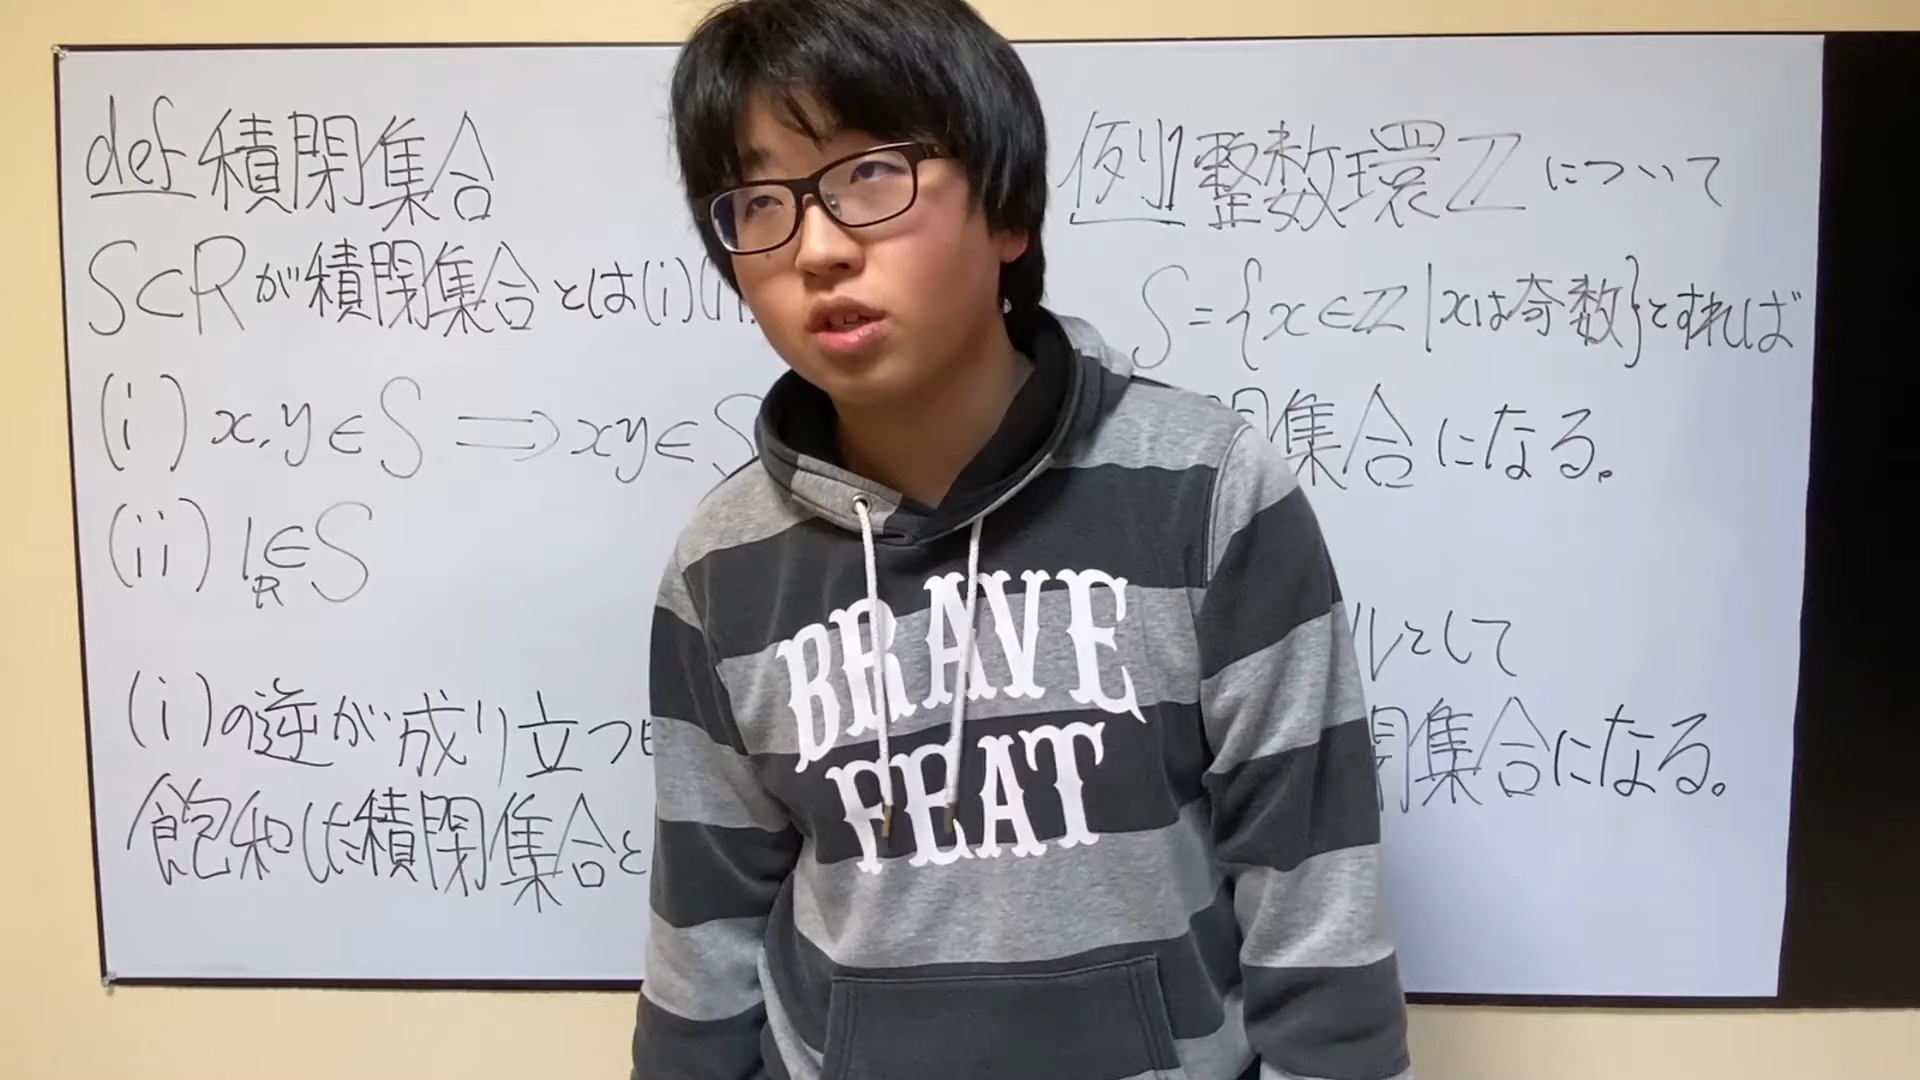 def 積閉集合
S⊂Rが積閉集合とは(i)(ii)
(i) x,y∈S ⟹ xy∈S
(ii) 1_R∈S
(i)の逆が成り立つ
飽和した積閉集合と
例 整数環ℤについて
S={x∈ℤ|xは奇数}とすれば
閉集合になる。
ルとして
閉集合になる。
BRAVE
FEAT